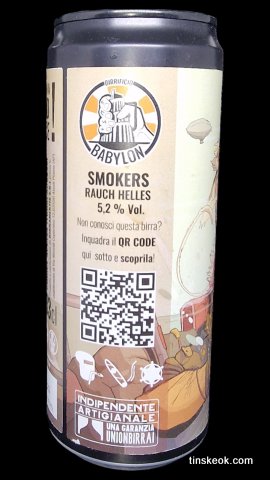 BIRRIFICIO
BABYLON
SMOKERS
RAUCH HELLES
5,2 % Vol.
Non conosci questa birra?
Inquadra il QR CODE
qui sotto e scoprila!
INDIPENDENTE
ARTIGIANALE
UNA GARANZIA
UNIONBIRRAI
tinskeok.com